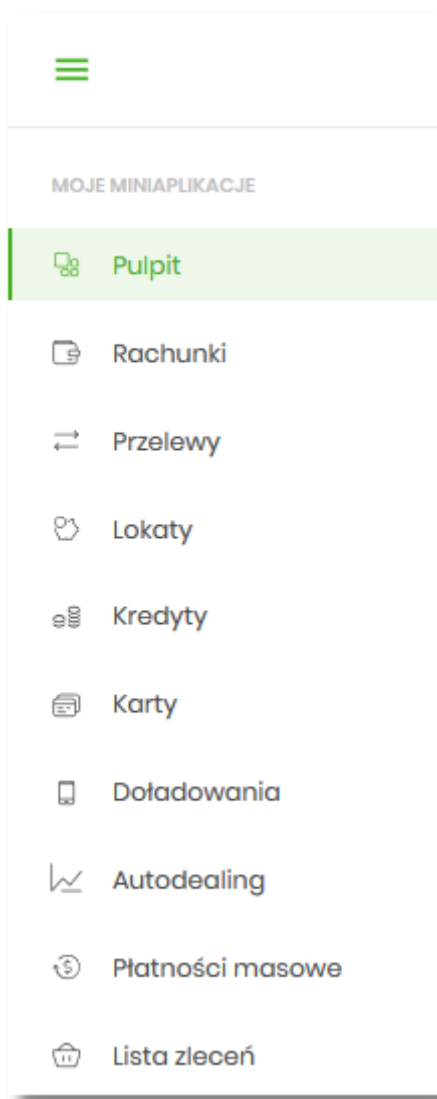 MOJE MINIAPLIKACJE
Pulpit
Rachunki
Przelewy
Lokaty
Kredyty
Karty
Doładowania
Autodealing
Płatności masowe
Lista zleceń